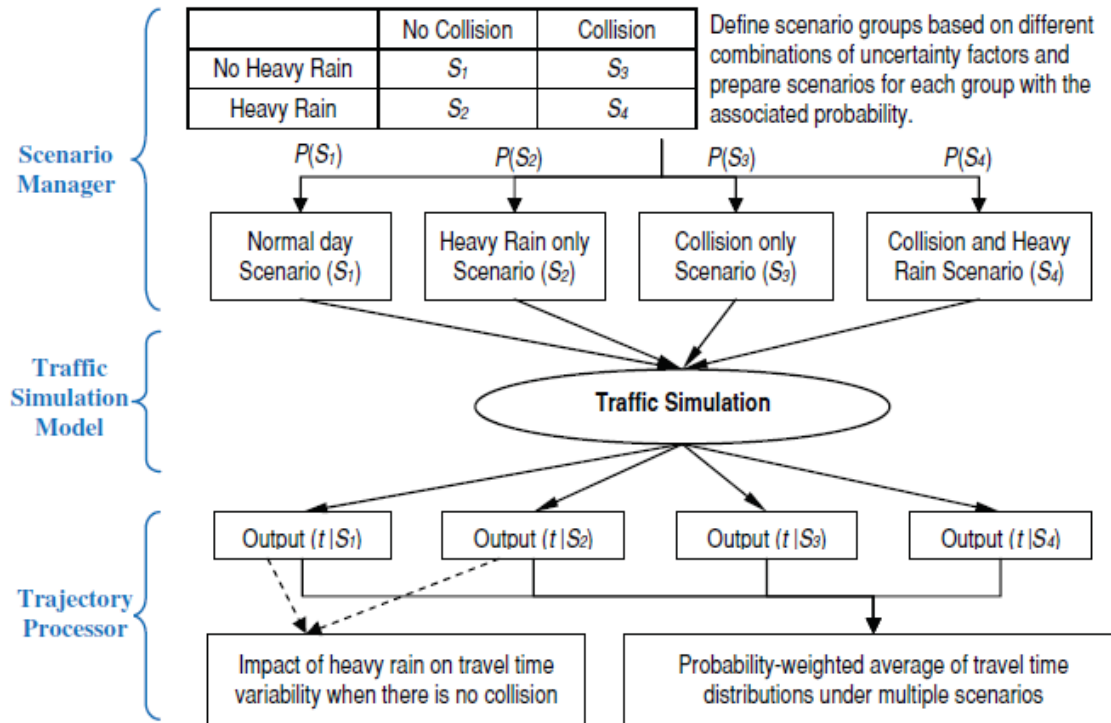 No Collision Collision
No Heavy Rain S1 S3
Heavy Rain S2 S4
Define scenario groups based on different
combinations of uncertainty factors and
prepare scenarios for each group with the
associated probability.
Scenario
Manager
P(S1) P(S2) P(S3) P(S4)
Normal day
Scenario (S1)
Heavy Rain only
Scenario (S2)
Collision only
Scenario (S3)
Collision and Heavy
Rain Scenario (S4)
Traffic
Simulation
Model
Traffic Simulation
Trajectory
Processor
Output (t |S1)
Output (t |S2)
Output (t |S3)
Output (t |S4)
Impact of heavy rain on travel time
variability when there is no collision
Probability-weighted average of travel time
distributions under multiple scenarios